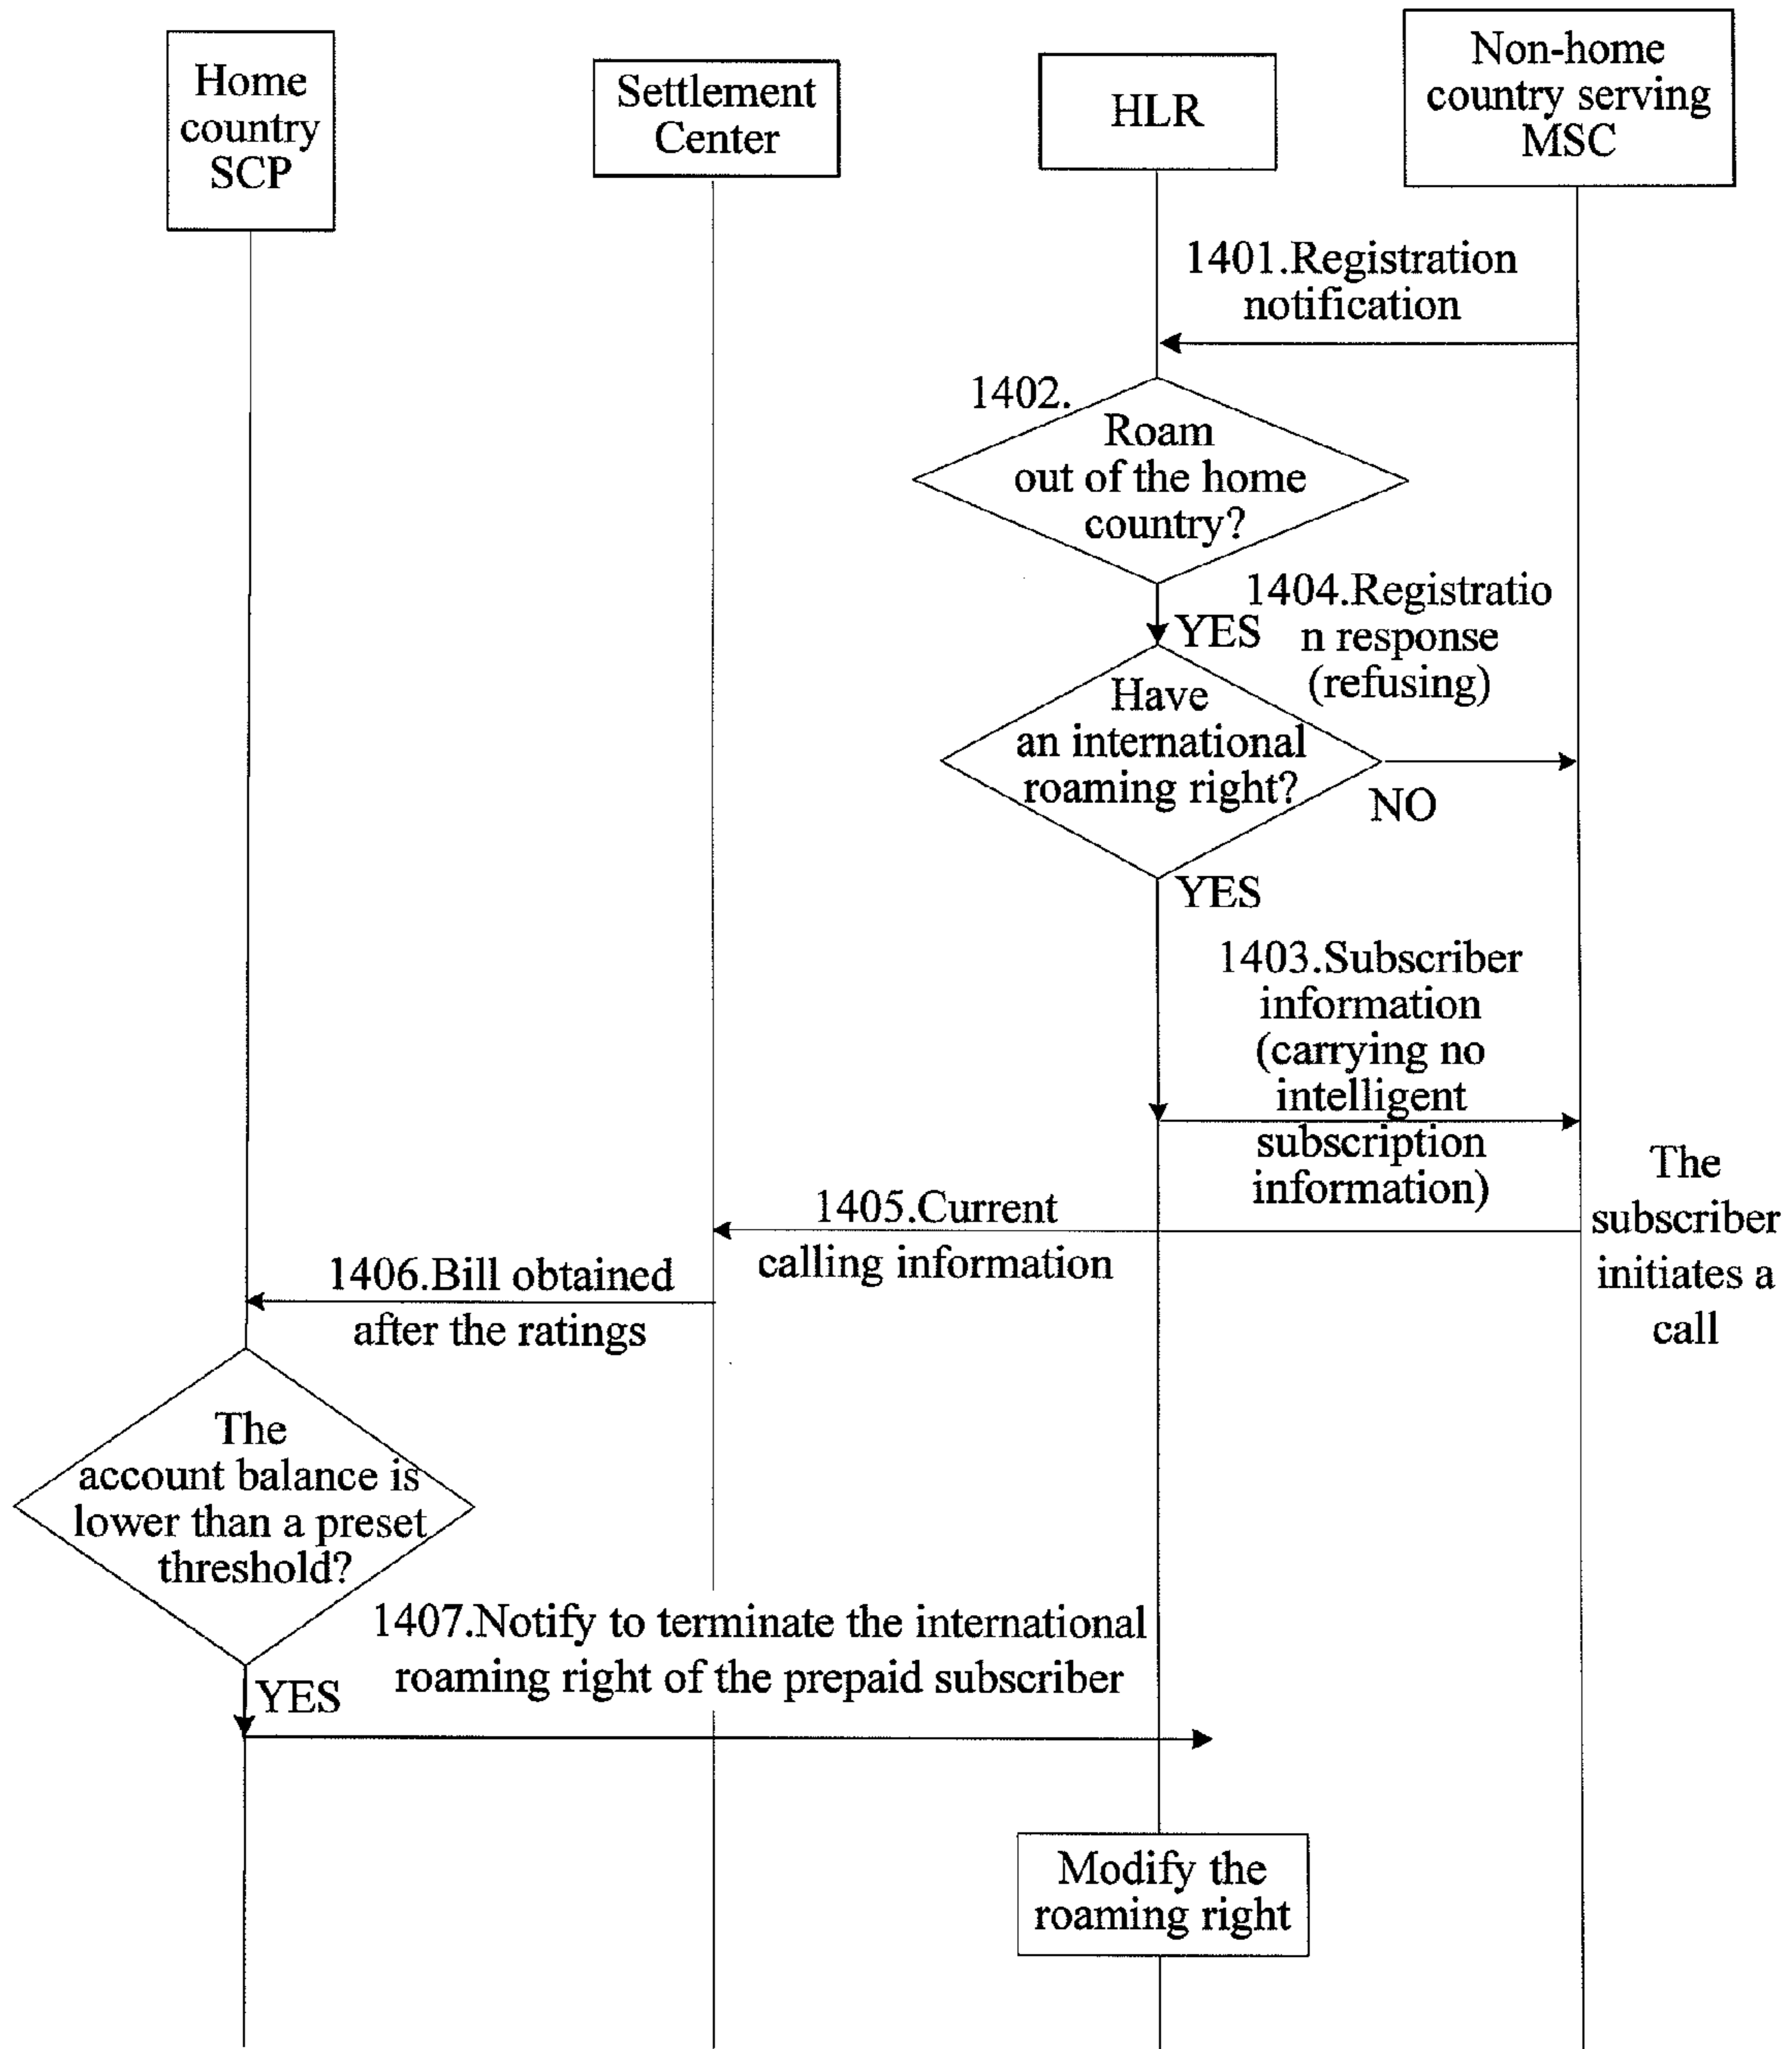 Home
country
SCP
Settlement
Center
HLR
Non-home
country serving
MSC
1401.Registration
notification
1402.
Roam
out of the home
country?
1404.Registratio
n response
(refusing)
YES
Have
an international
roaming right?
NO
YES
1403.Subscriber
information
(carrying no
intelligent
subscription
information)
The
subscriber
initiates a
call
1405.Current
calling information
1406.Bill obtained
after the ratings
The
account balance is
lower than a preset
threshold?
1407.Notify to terminate the international
roaming right of the prepaid subscriber
YES
Modify the
roaming right